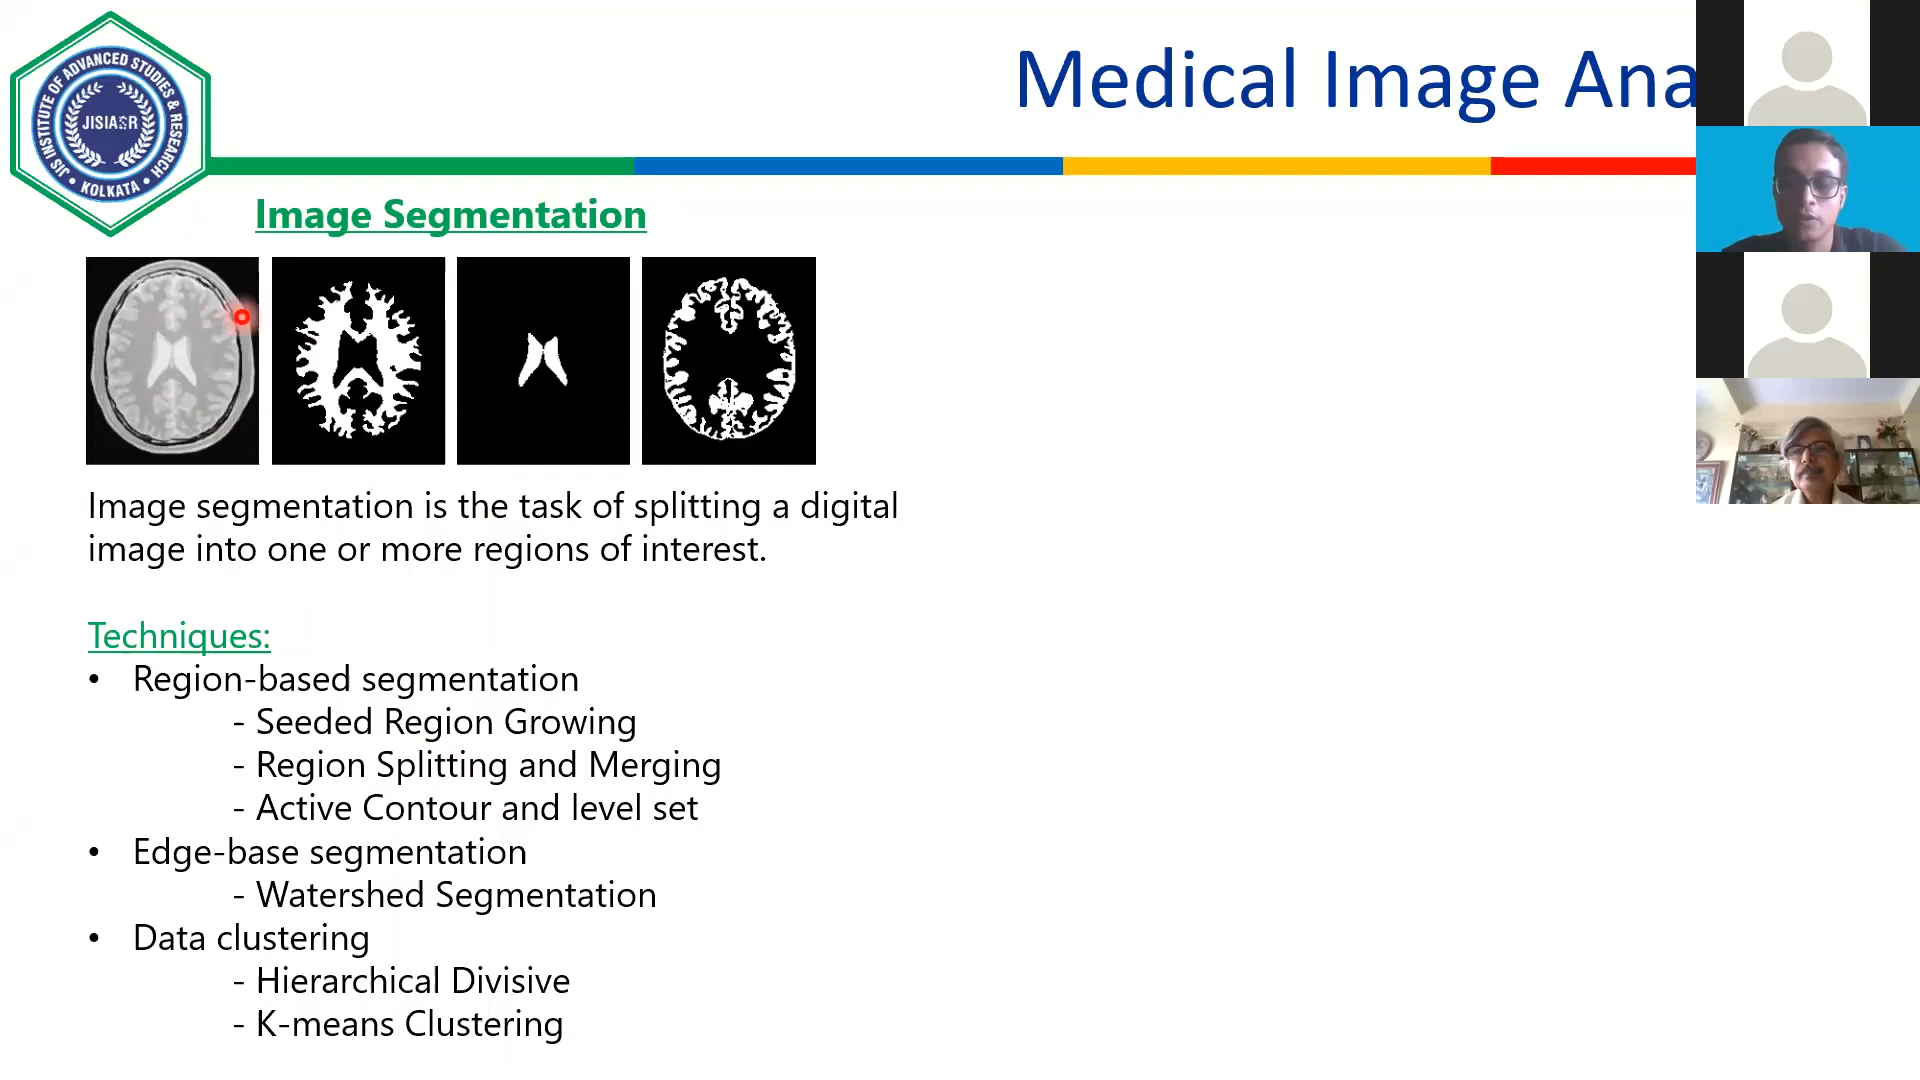 JIS INSTITUTE OF ADVANCED STUDIES & RESEARCH
JISIASR
• KOLKATA •
Medical Image Ana
Image Segmentation
Image segmentation is the task of splitting a digital
image into one or more regions of interest.
Techniques:
• Region-based segmentation
- Seeded Region Growing
- Region Splitting and Merging
- Active Contour and level set
• Edge-base segmentation
- Watershed Segmentation
• Data clustering
- Hierarchical Divisive
- K-means Clustering